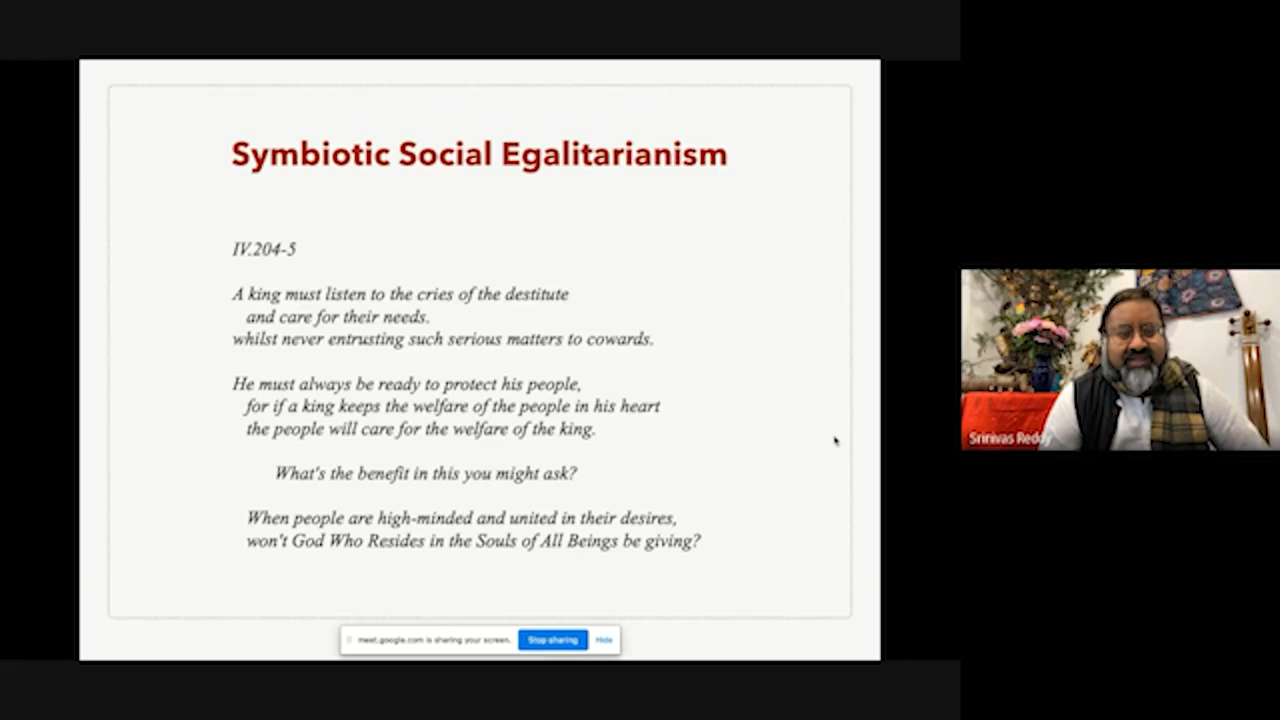 Symbiotic Social Egalitarianism
IV.204-5
A king must listen to the cries of the destitute
and care for their needs.
whilst never entrusting such serious matters to cowards.
He must always be ready to protect his people,
for if a king keeps the welfare of the people in his heart
the people will care for the welfare of the king.
What's the benefit in this you might ask?
When people are high-minded and united in their desires,
won't God Who Resides in the Souls of All Beings be giving?
meet.google.com is sharing your screen. Stop sharing Hide
Srinivas Reddy